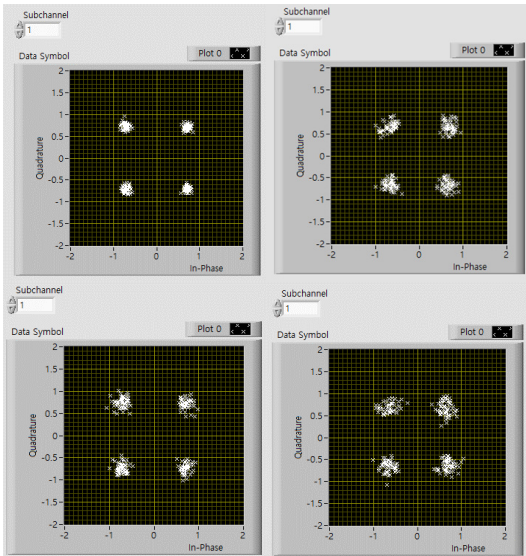 Subchannel
1
Data Symbol
Plot 0
2
1.5
1
0.5
0
-0.5
-1
-1.5
-2
Quadrature
-2 -1 0 1 2
In-Phase
Subchannel
1
Data Symbol
Plot 0
2
1.5
1
0.5
0
-0.5
-1
-1.5
-2
Quadrature
-2 -1 0 1 2
In-Phase
Subchannel
1
Data Symbol
Plot 0
2
1.5
1
0.5
0
-0.5
-1
-1.5
-2
Quadrature
-2 -1 0 1 2
In-Phase
Subchannel
1
Data Symbol
Plot 0
2
1.5
1
0.5
0
-0.5
-1
-1.5
-2
Quadrature
-2 -1 0 1 2
In-Phase